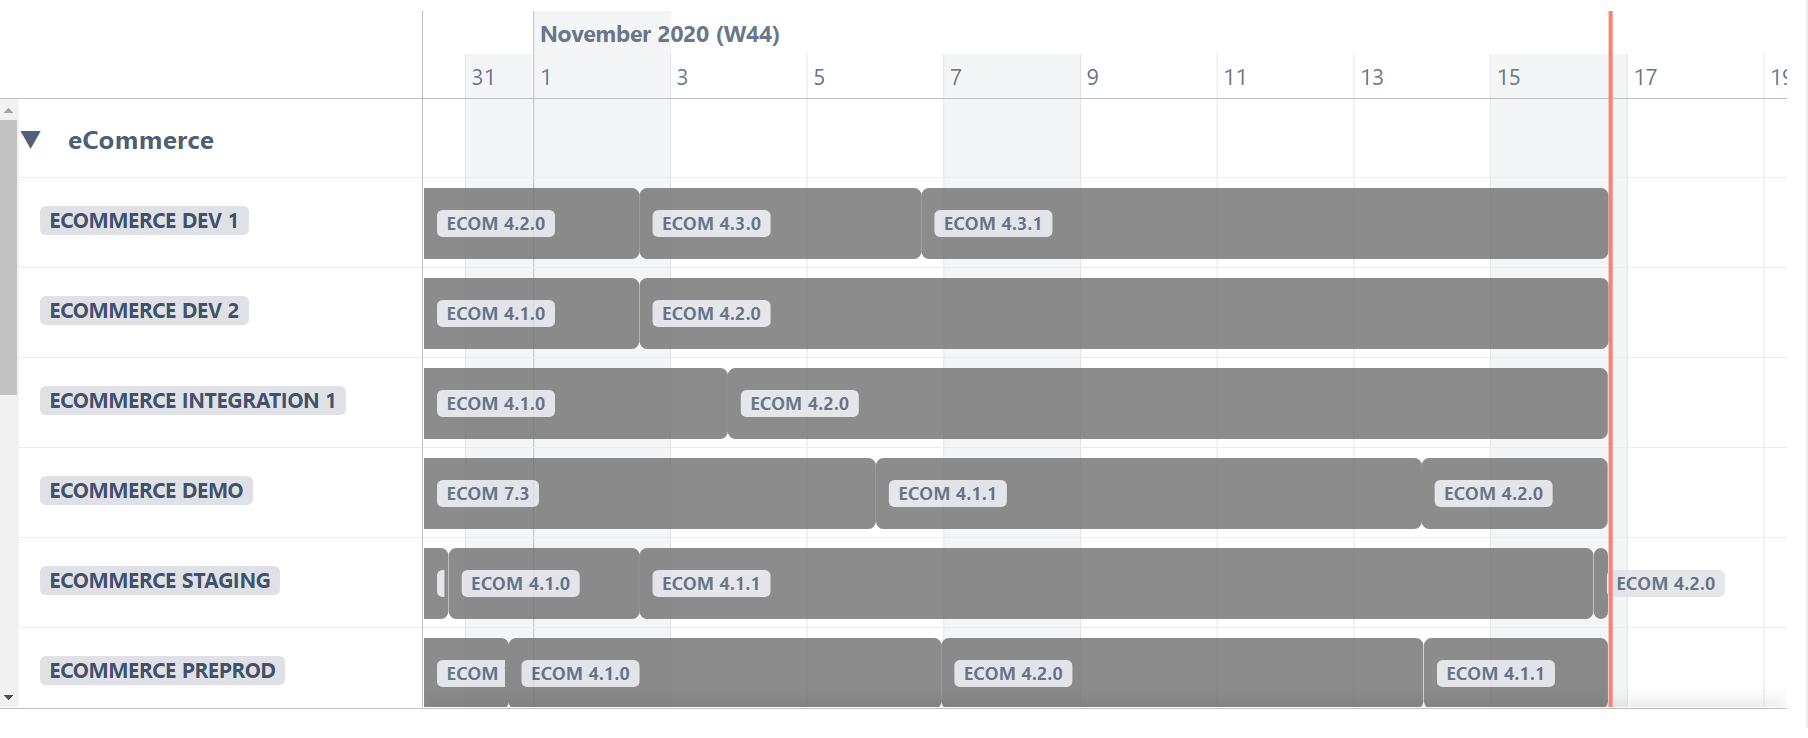 November 2020 (W44)
31 1 3 5 7 9 11 13 15 17
eCommerce
ECOMMERCE DEV 1 ECOM 4.2.0 ECOM 4.3.0 ECOM 4.3.1
ECOMMERCE DEV 2 ECOM 4.1.0 ECOM 4.2.0
ECOMMERCE INTEGRATION 1 ECOM 4.1.0 ECOM 4.2.0
ECOMMERCE DEMO ECOM 7.3 ECOM 4.1.1 ECOM 4.2.0
ECOMMERCE STAGING ECOM 4.1.0 ECOM 4.1.1 ECOM 4.2.0
ECOMMERCE PREPROD ECOM ECOM 4.1.0 ECOM 4.2.0 ECOM 4.1.1